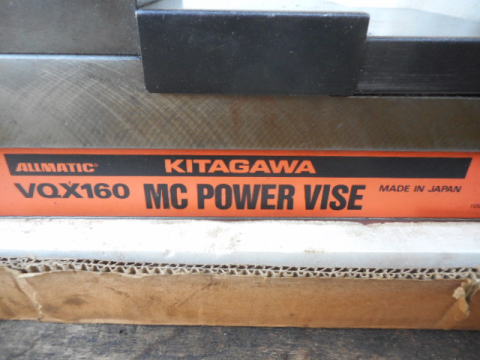 ALLMATIC® KITAGAWA
VQX160 MC POWER VISE MADE IN JAPAN